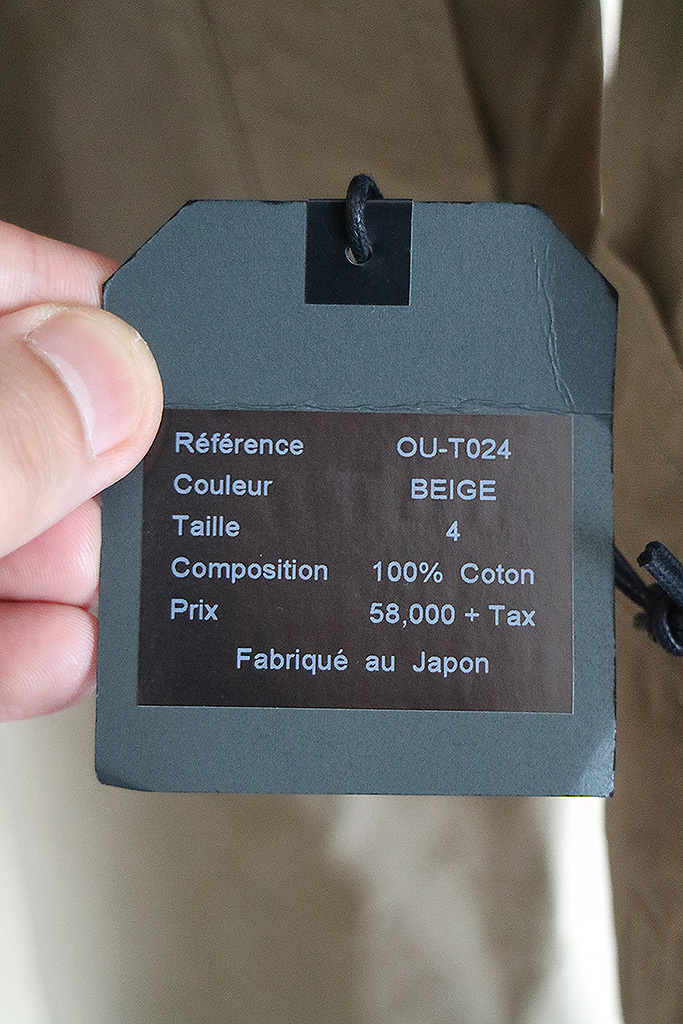 Référence OU-T024
Couleur BEIGE
Taille 4
Composition 100% Coton
Prix 58,000 + Tax
Fabriqué au Japon